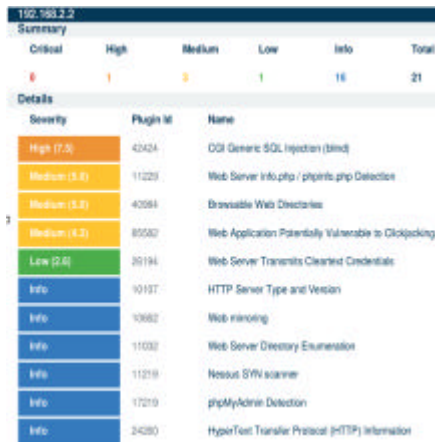 192.168.2.2
Summary
Critical High Medium Low Info Total
0 1 3 1 16 21
Details
Severity Plugin Id Name
High (7.5) 42424 CGI Generic SQL Injection (blind)
Medium (5.0) 11229 Web Server info.php / phpinfo.php Detection
Medium (5.0) 40984 Browsable Web Directories
Medium (4.3) 85582 Web Application Potentially Vulnerable to Clickjacking
Low (2.6) 26194 Web Server Transmits Cleartext Credentials
Info 10107 HTTP Server Type and Version
Info 10662 Web mirroring
Info 11032 Web Server Directory Enumeration
Info 11219 Nessus SYN scanner
Info 17219 phpMyAdmin Detection
Info 24260 HyperText Transfer Protocol (HTTP) Information